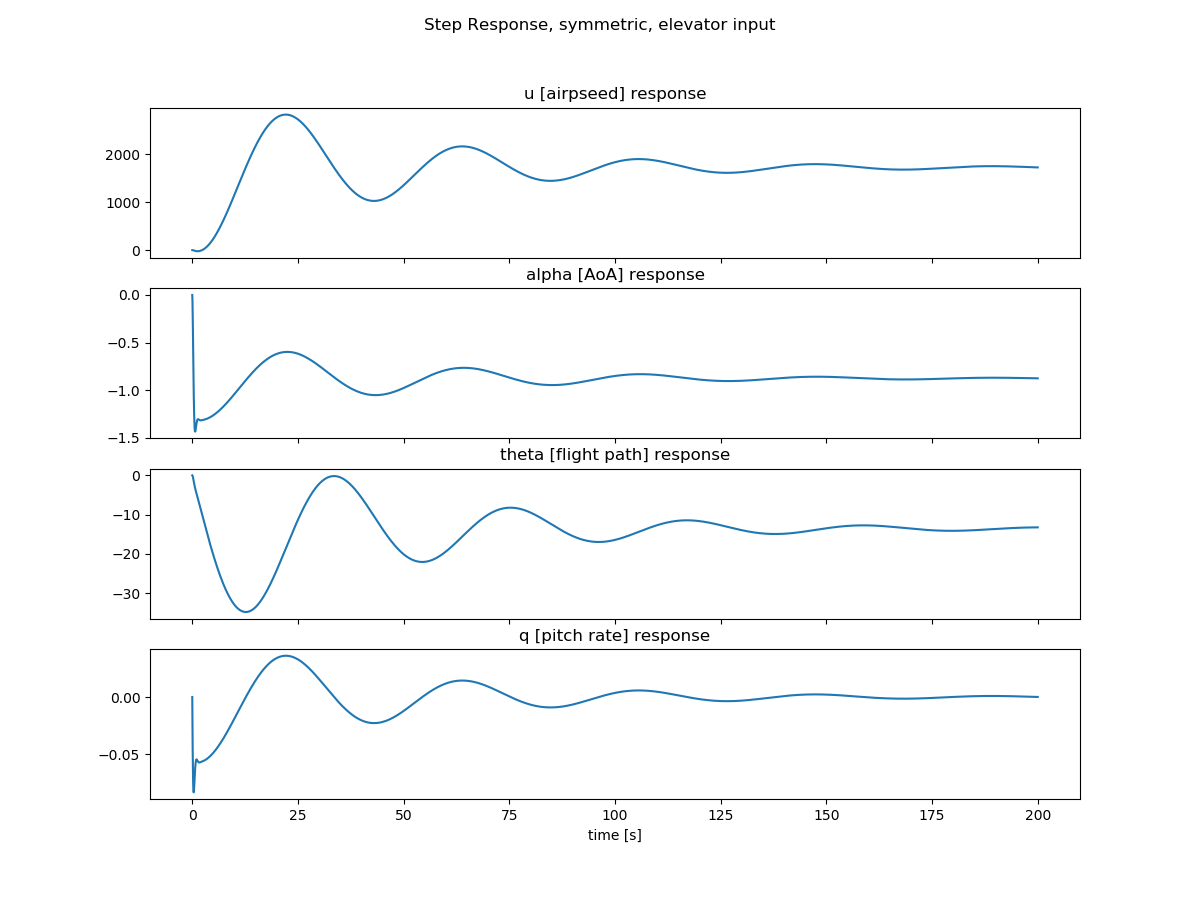 Step Response, symmetric, elevator input
u [airpseed] response
2000
1000
0
alpha [AoA] response
0.0
−0.5
−1.0
−1.5
theta [flight path] response
0
−10
−20
−30
q [pitch rate] response
0.00
−0.05
0 25 50 75 100 125 150 175 200
time [s]